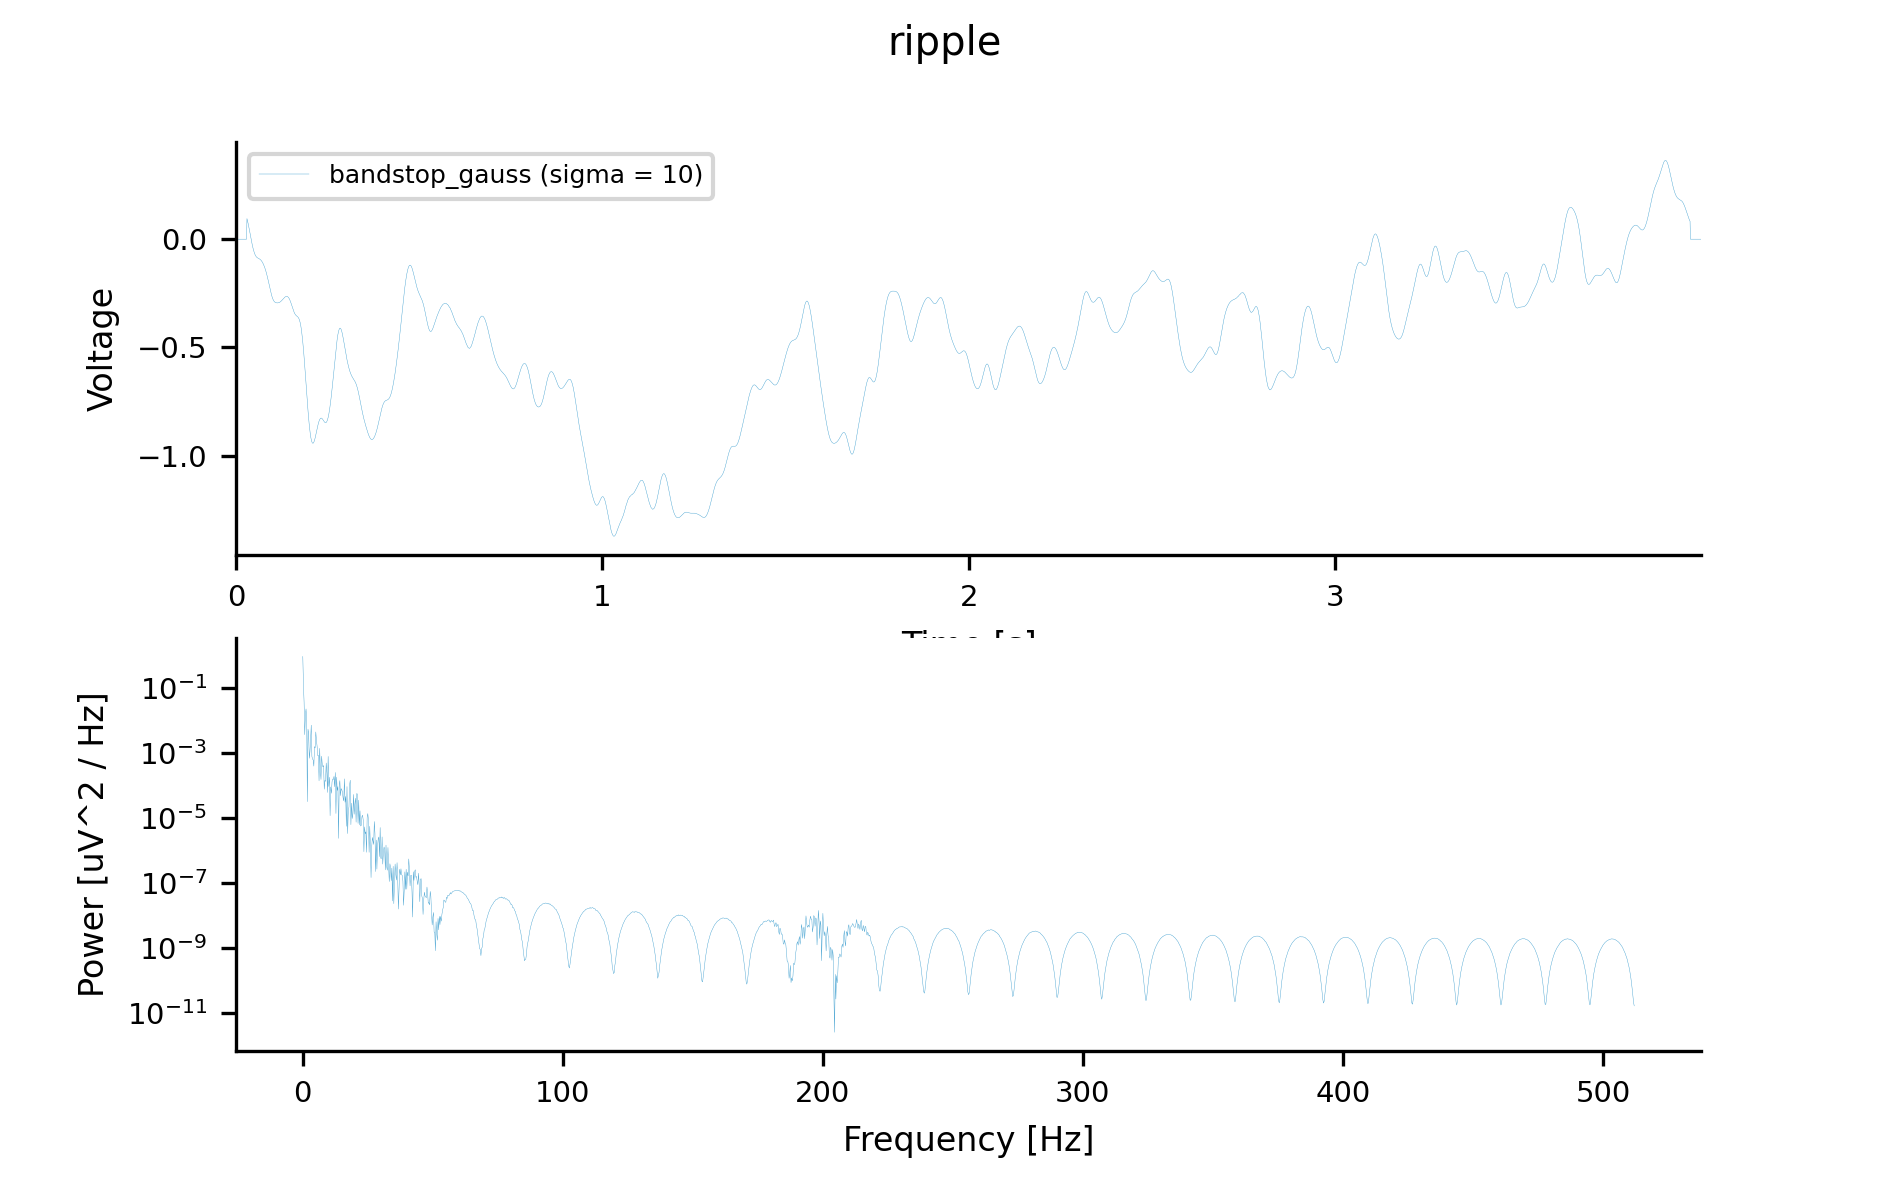 ripple
bandstop_gauss (sigma = 10)
Voltage
0.0
−0.5
−1.0
0 1 2 3
Time [s]
Power [uV^2 / Hz]
10⁻¹
10⁻³
10⁻⁵
10⁻⁷
10⁻⁹
10⁻¹¹
0 100 200 300 400 500
Frequency [Hz]